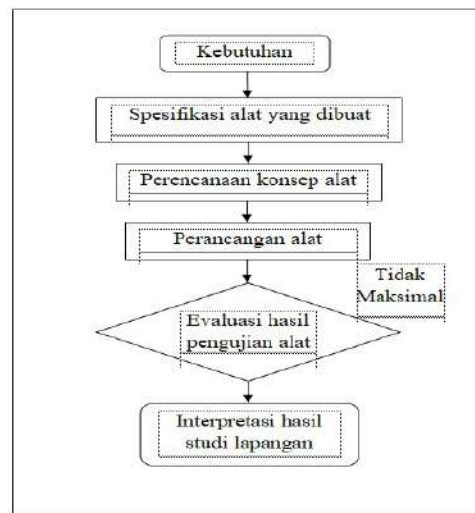 Kebutuhan
Spesifikasi alat yang dibuat
Perencanaan konsep alat
Perancangan alat
Tidak
Maksimal
Evaluasi hasil
pengujian alat
Interpretasi hasil
studi lapangan